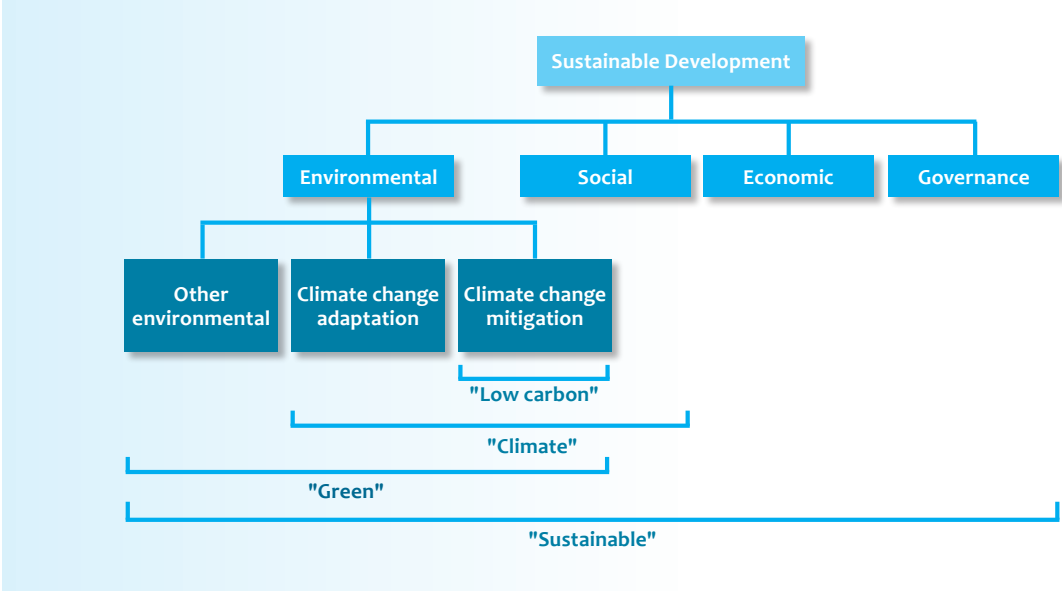 Sustainable Development
Environmental
Social
Economic
Governance
Other
environmental
Climate change
adaptation
Climate change
mitigation
"Low carbon"
"Climate"
"Green"
"Sustainable"